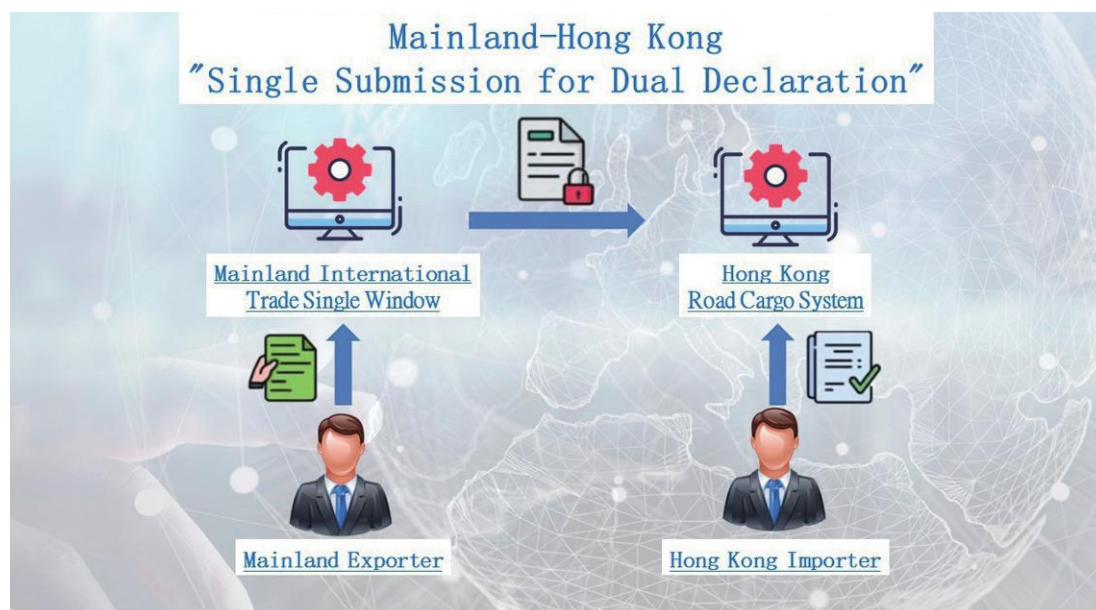 Mainland-Hong Kong
"Single Submission for Dual Declaration"
Mainland International
Trade Single Window
Hong Kong
Road Cargo System
Mainland Exporter
Hong Kong Importer